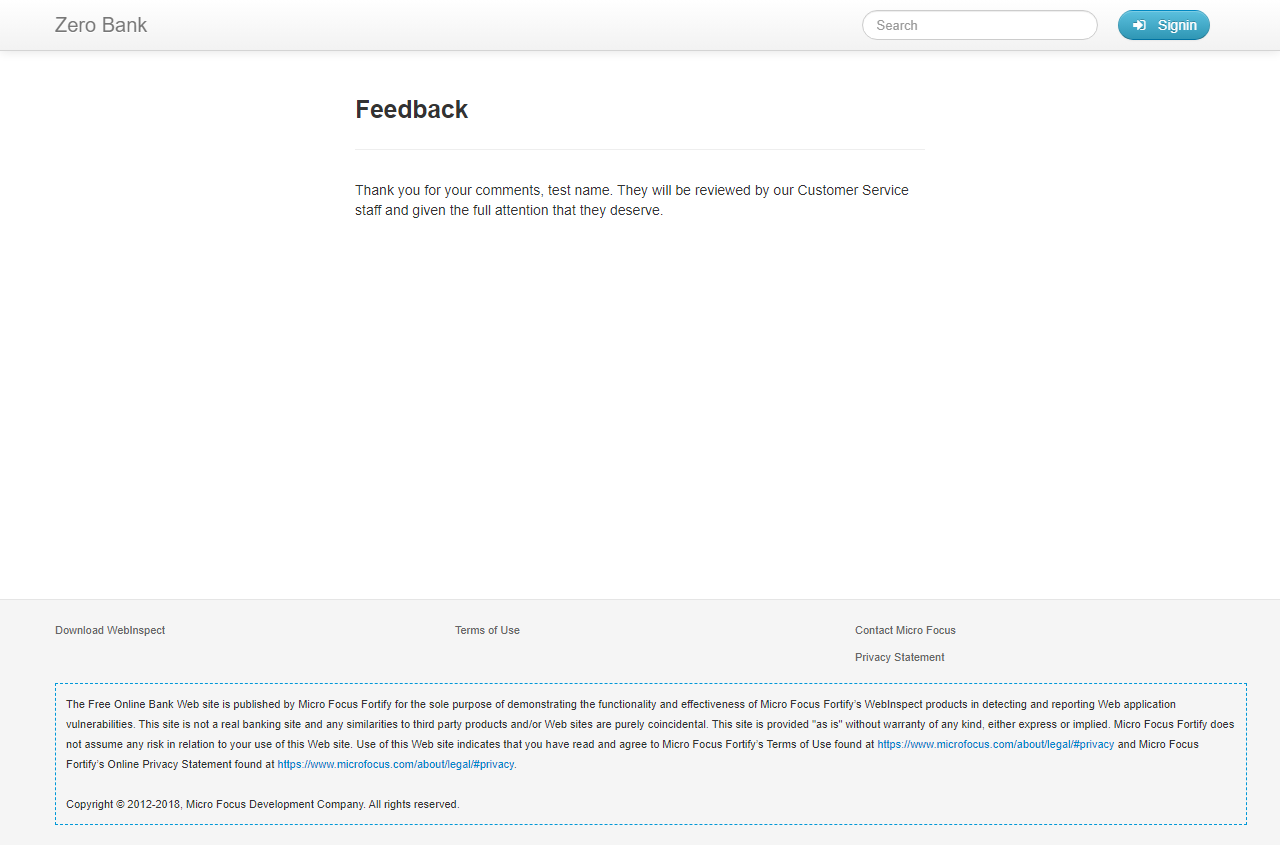 Zero Bank
Search
Signin
Feedback
Thank you for your comments, test name. They will be reviewed by our Customer Service
staff and given the full attention that they deserve.
Download WebInspect
Terms of Use
Contact Micro Focus
Privacy Statement
The Free Online Bank Web site is published by Micro Focus Fortify for the sole purpose of demonstrating the functionality and effectiveness of Micro Focus Fortify’s WebInspect products in detecting and reporting Web application
vulnerabilities. This site is not a real banking site and any similarities to third party products and/or Web sites are purely coincidental. This site is provided "as is" without warranty of any kind, either express or implied. Micro Focus Fortify does
not assume any risk in relation to your use of this Web site. Use of this Web site indicates that you have read and agree to Micro Focus Fortify’s Terms of Use found at https://www.microfocus.com/about/legal/#privacy and Micro Focus
Fortify’s Online Privacy Statement found at https://www.microfocus.com/about/legal/#privacy.
Copyright © 2012-2018, Micro Focus Development Company. All rights reserved.